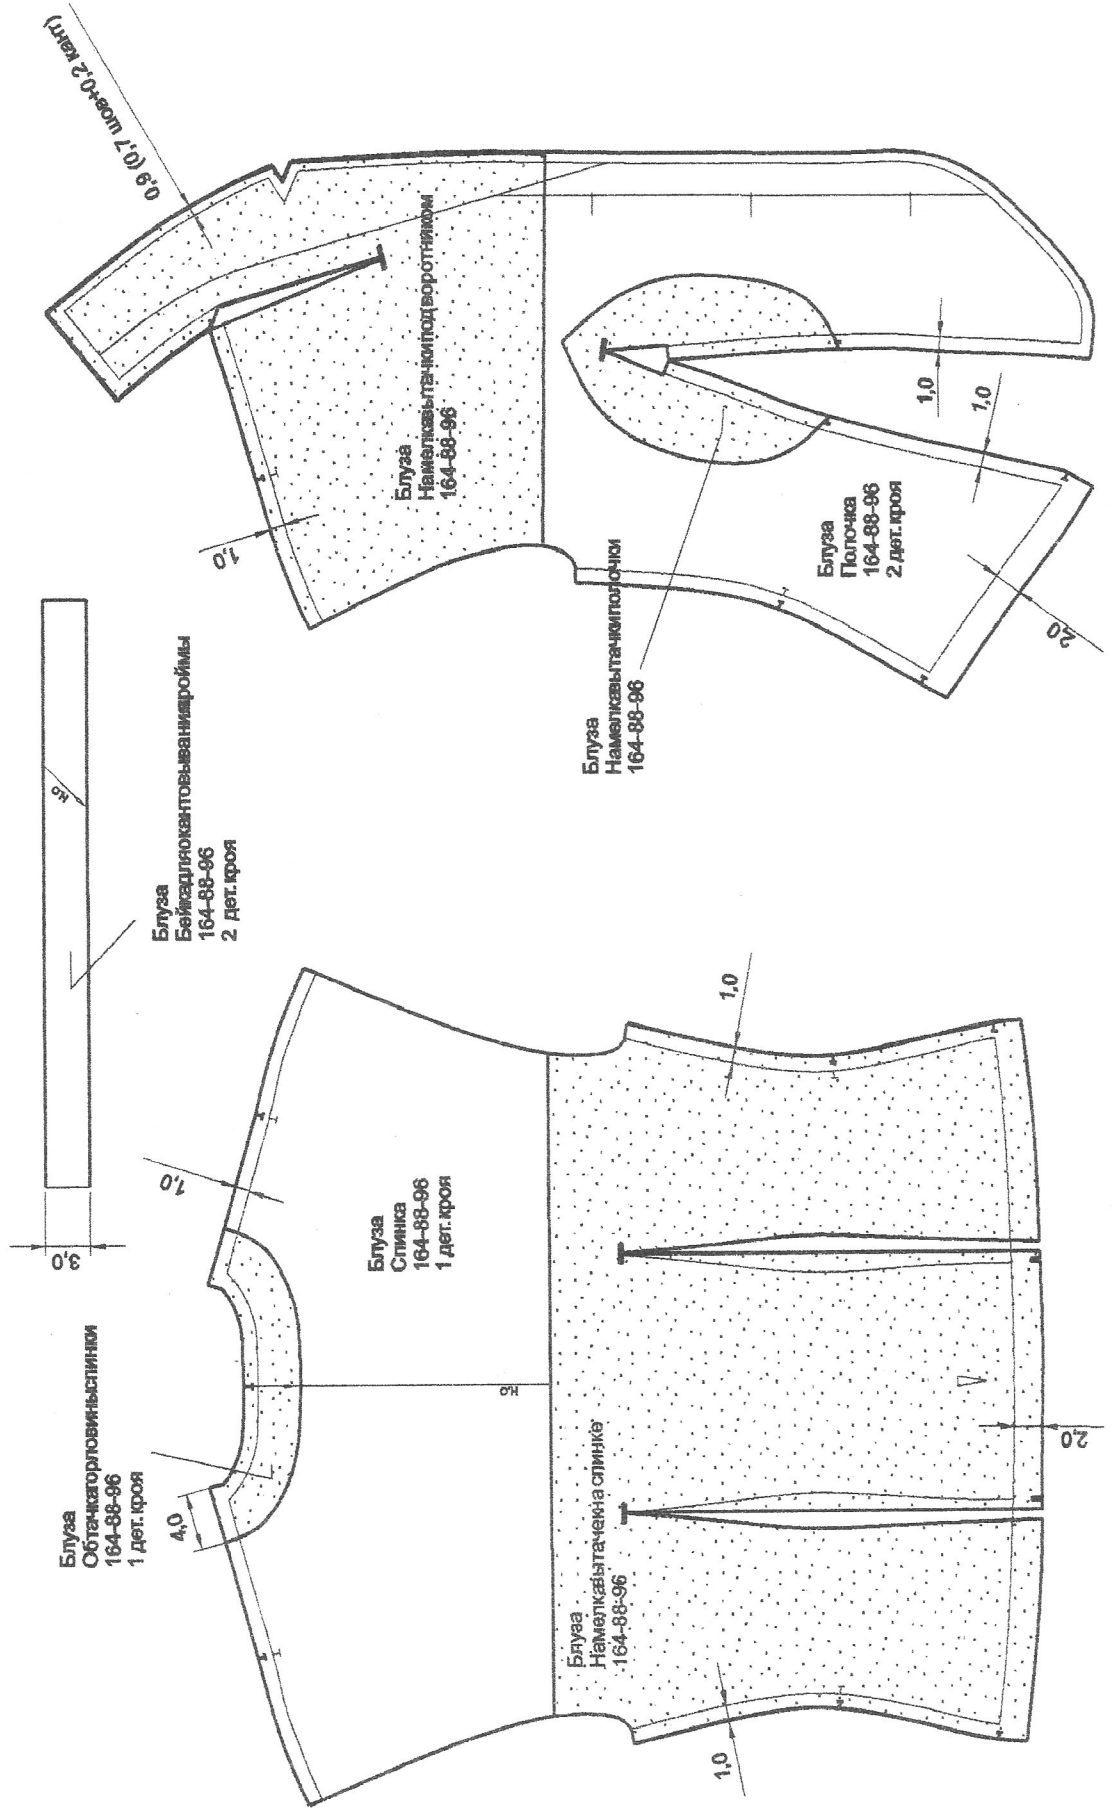 0,9 (0,7 шов+0,2 кант)
Блуза
Намелкавытачкиподворотником
164-88-96
1,0
Блуза
Намелкавытачкиполочки
164-88-96
1,0
1,0
Блуза
Полочка
164-88-96
2 дет. кроя
2,0
н.о
Блуза
Бейкадляокантовыванияпроймы
164-88-96
2 дет. кроя
3,0
Блуза
Обтачкагорловиныспинки
164-88-96
1 дет. кроя
4,0
1,0
Блуза
Спинка
164-88-96
1 дет. кроя
н.о
Блуза
Намелкавытачекнаспинке
164-88-96
1,0
1,0
2,0